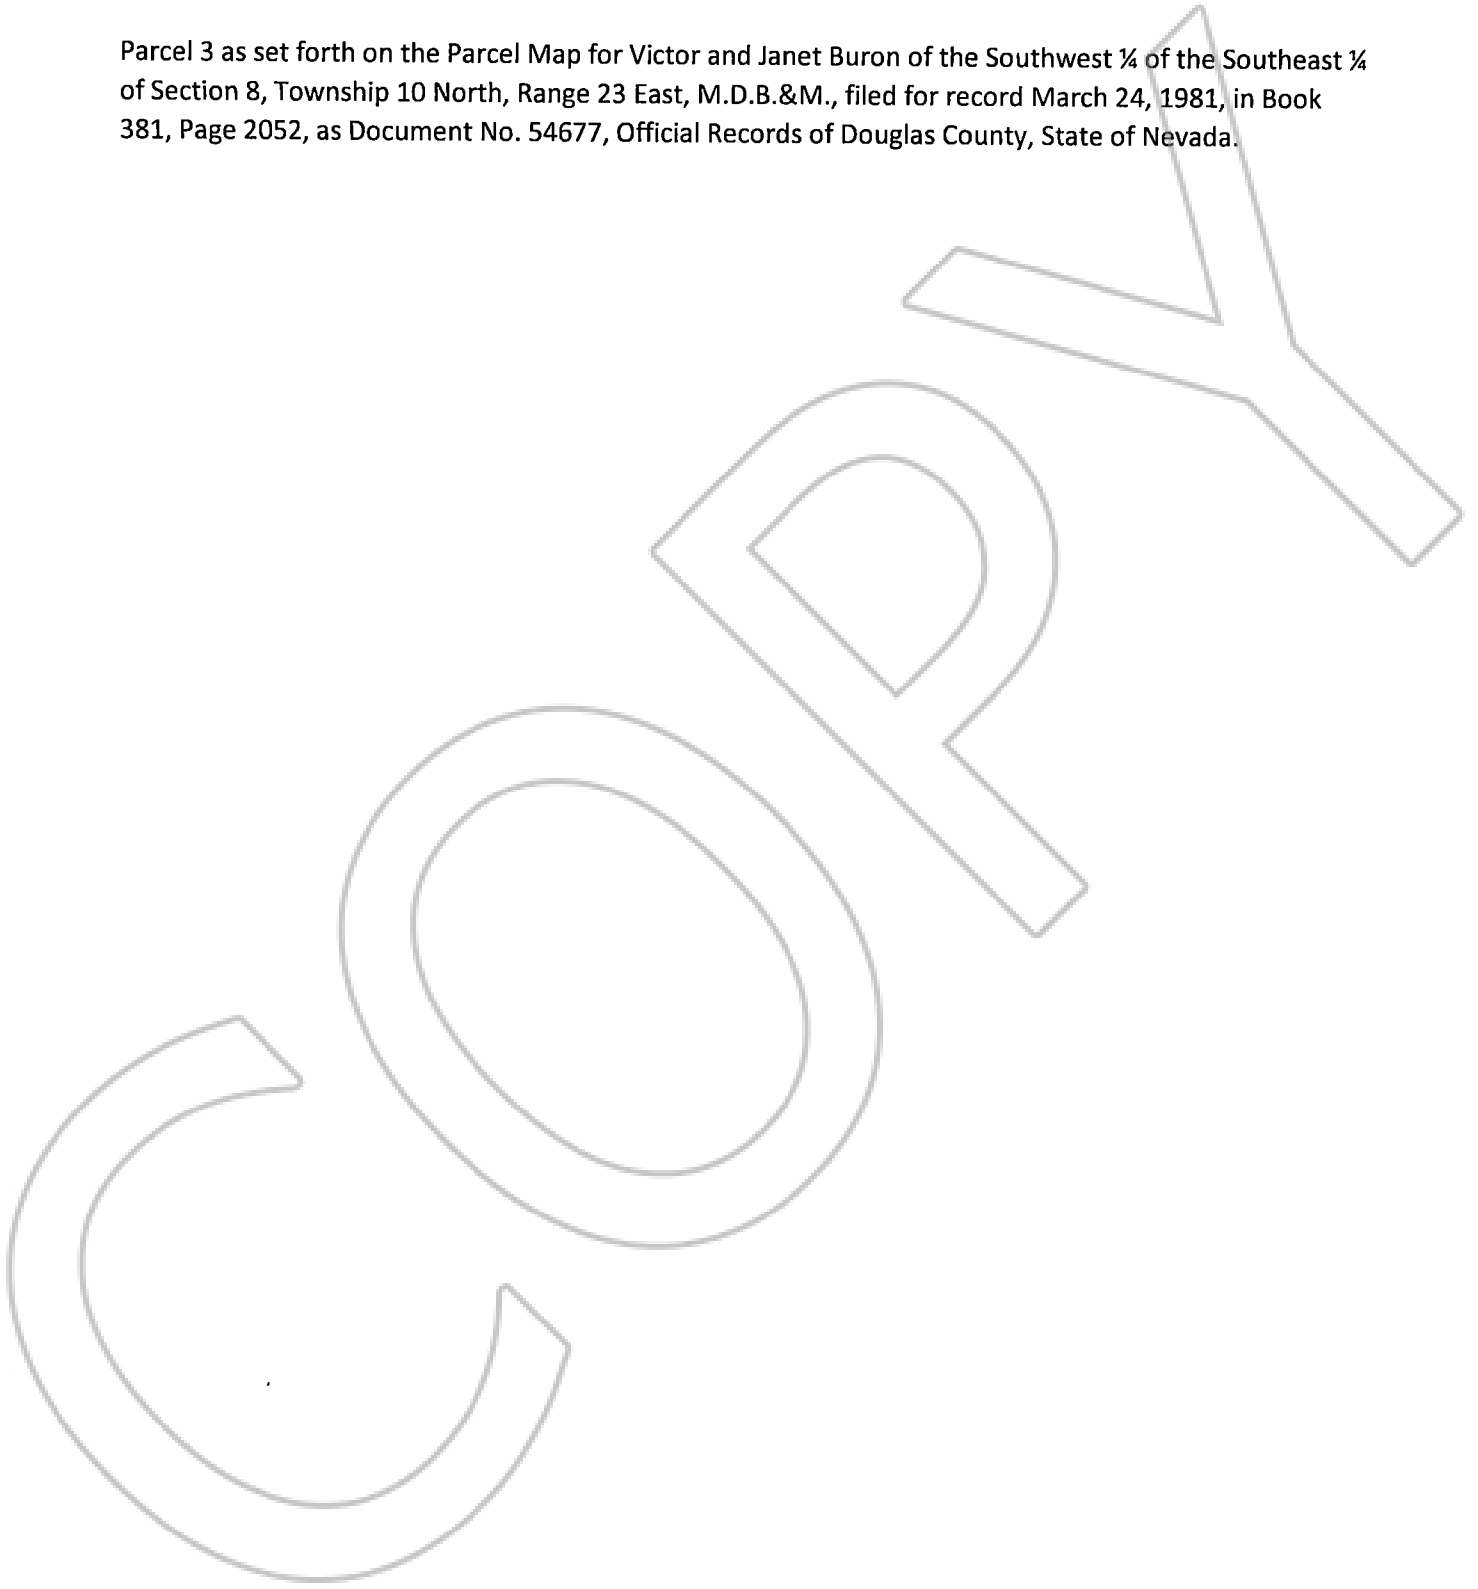 Parcel 3 as set forth on the Parcel Map for Victor and Janet Buron of the Southwest ¼ of the Southeast ¼
of Section 8, Township 10 North, Range 23 East, M.D.B.&M., filed for record March 24, 1981, in Book
381, Page 2052, as Document No. 54677, Official Records of Douglas County, State of Nevada.
COPY